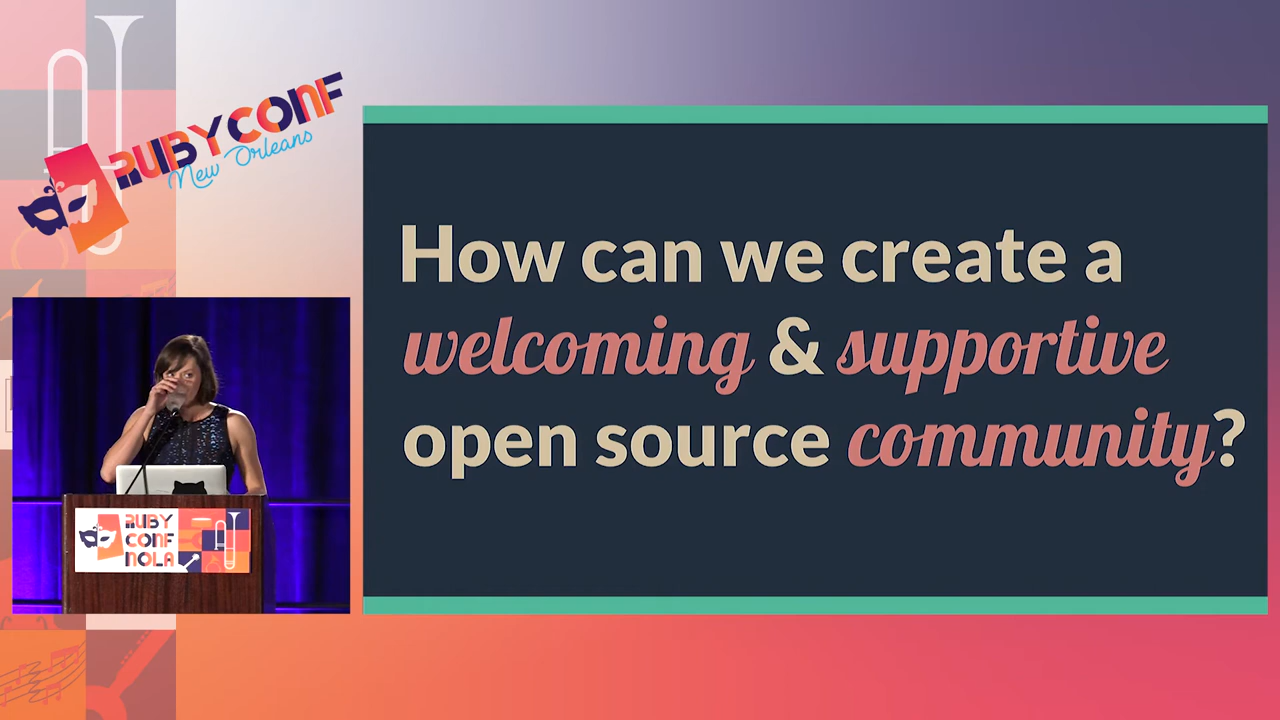 RUBYCONF
New Orleans
How can we create a
welcoming & supportive
open source community?
RUBY
CONF
NOLA